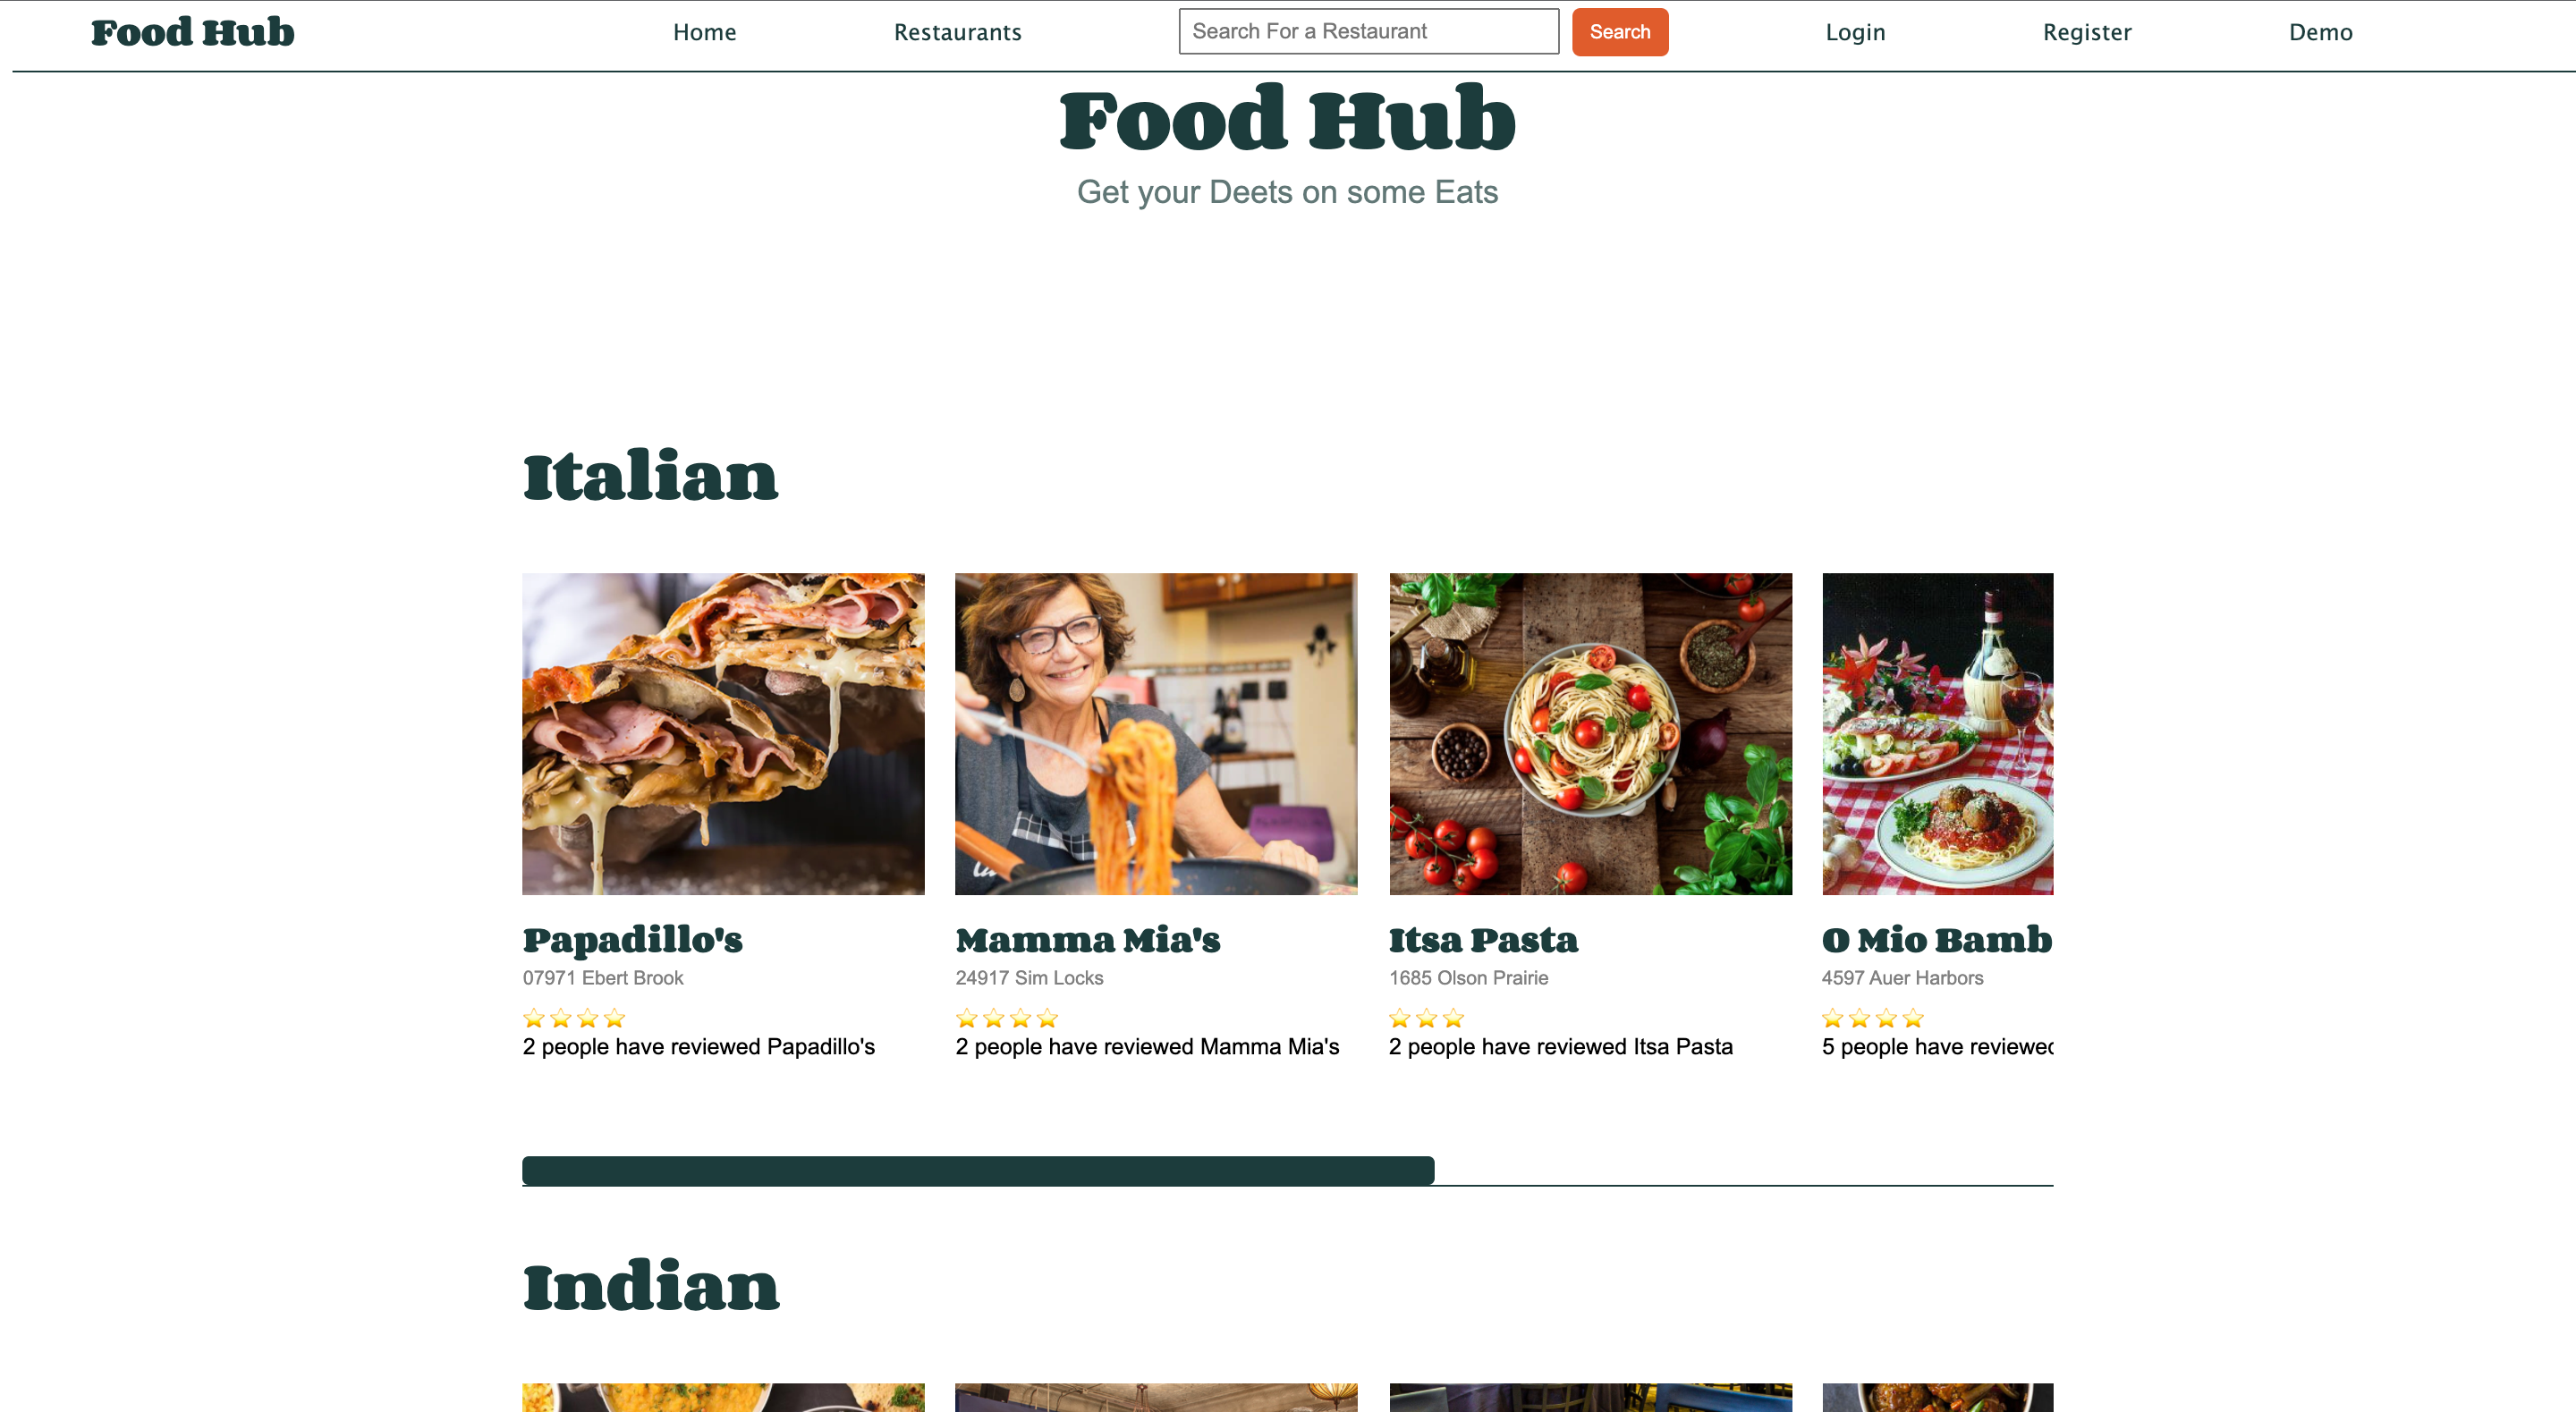 Food Hub Home Restaurants Search For a Restaurant Search Login Register Demo
Food Hub
Get your Deets on some Eats
Italian
Papadillo's
07971 Ebert Brook
2 people have reviewed Papadillo's
Mamma Mia's
24917 Sim Locks
2 people have reviewed Mamma Mia's
Itsa Pasta
1685 Olson Prairie
2 people have reviewed Itsa Pasta
O Mio Bamb
4597 Auer Harbors
5 people have reviewed
Indian